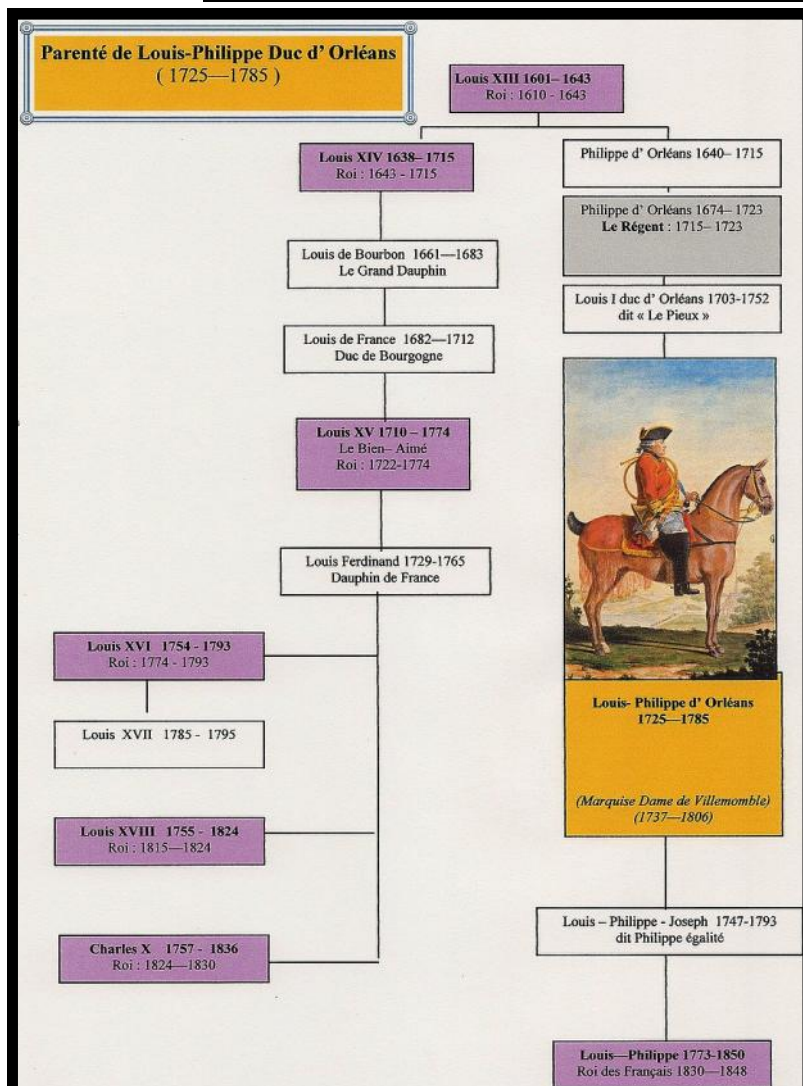 Parenté de Louis-Philippe Duc d' Orléans
( 1725—1785 )
Louis XIII 1601– 1643
Roi : 1610 - 1643
Louis XIV 1638– 1715
Roi : 1643 - 1715
Philippe d' Orléans 1640– 1715
Philippe d' Orléans 1674– 1723
Le Régent : 1715– 1723
Louis de Bourbon 1661—1683
Le Grand Dauphin
Louis I duc d' Orléans 1703-1752
dit « Le Pieux »
Louis de France 1682—1712
Duc de Bourgogne
Louis XV 1710 – 1774
Le Bien– Aimé
Roi : 1722-1774
Louis Ferdinand 1729-1765
Dauphin de France
Louis XVI 1754 - 1793
Roi : 1774 - 1793
Louis XVII 1785 - 1795
Louis- Philippe d' Orléans
1725—1785
(Marquise Dame de Villemomble)
(1737—1806)
Louis XVIII 1755 - 1824
Roi : 1815—1824
Louis – Philippe - Joseph 1747-1793
dit Philippe égalité
Charles X 1757 - 1836
Roi : 1824—1830
Louis—Philippe 1773-1850
Roi des Français 1830—1848